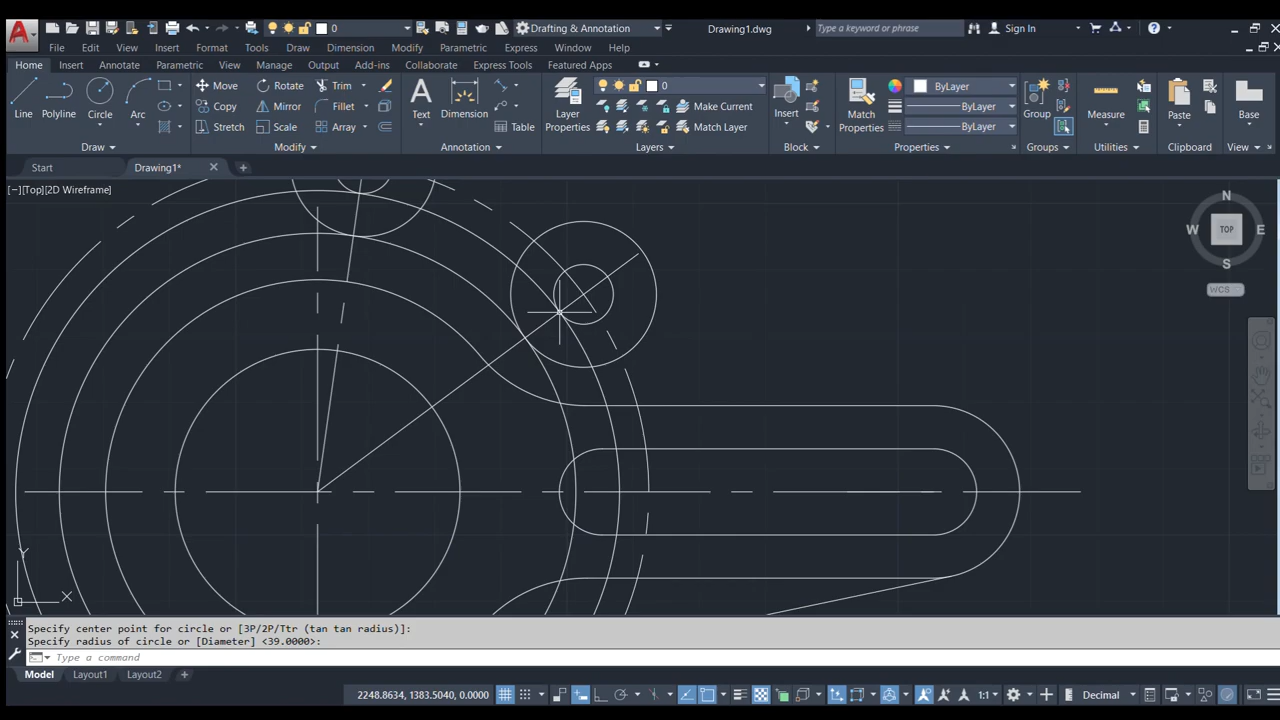 0
Drafting & Annotation
Drawing1.dwg
Type a keyword or phrase
Sign In
File Edit View Insert Format Tools Draw Dimension Modify Parametric Express Window Help
Home Insert Annotate Parametric View Manage Output Add-ins Collaborate Express Tools Featured Apps
Line Polyline Circle Arc
Move Rotate Trim
Copy Mirror Fillet
Stretch Scale Array
Text Dimension
Table
Layer Properties
0
Make Current
Match Layer
Insert
Match Properties
ByLayer
ByLayer
ByLayer
Group
Measure
Paste
Base
Draw Modify Annotation Layers Block Properties Groups Utilities Clipboard View
Start Drawing1*
[−][Top][2D Wireframe]
N
W TOP E
S
WCS
Y
X
Specify center point for circle or [3P/2P/Ttr (tan tan radius)]:
Specify radius of circle or [Diameter] <39.0000>:
Type a command
Model Layout1 Layout2
2248.8634, 1383.5040, 0.0000
1:1
Decimal